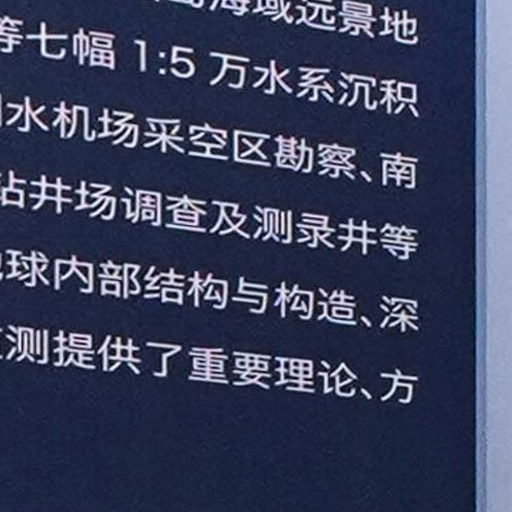 海域远景地
等七幅 1:5 万水系沉积
水机场采空区勘察、南
井场调查及测录井等
球内部结构与构造、深
测提供了重要理论、方